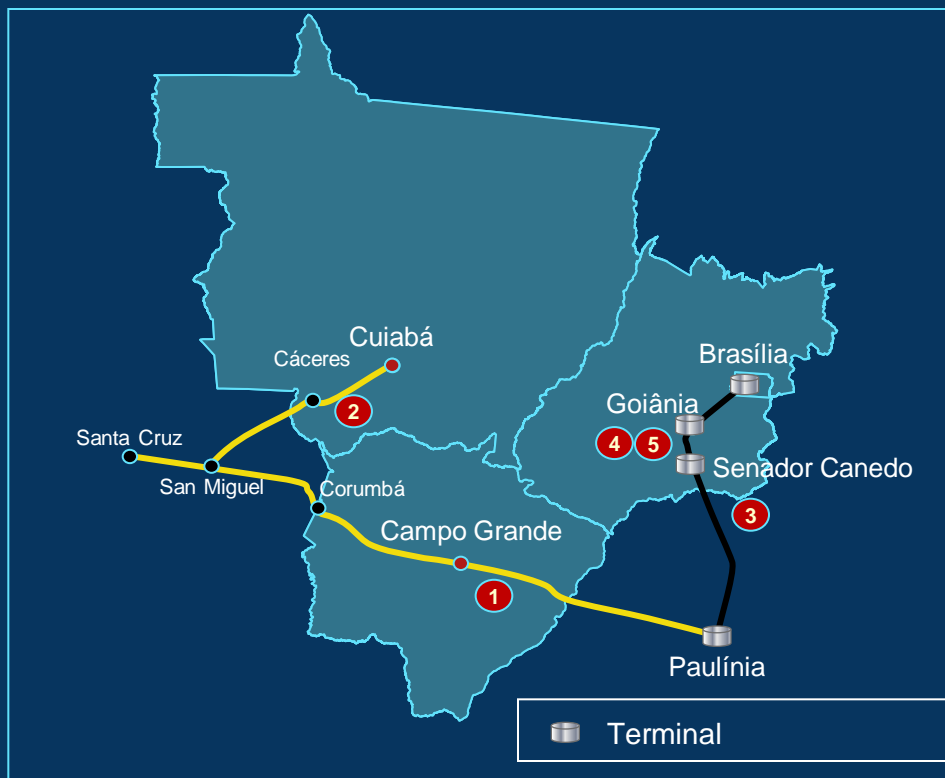 Cuiabá
Cáceres
2
Brasília
Goiânia
4
5
Senador Canedo
Santa Cruz
San Miguel
Corumbá
3
Campo Grande
1
Paulínia
Terminal